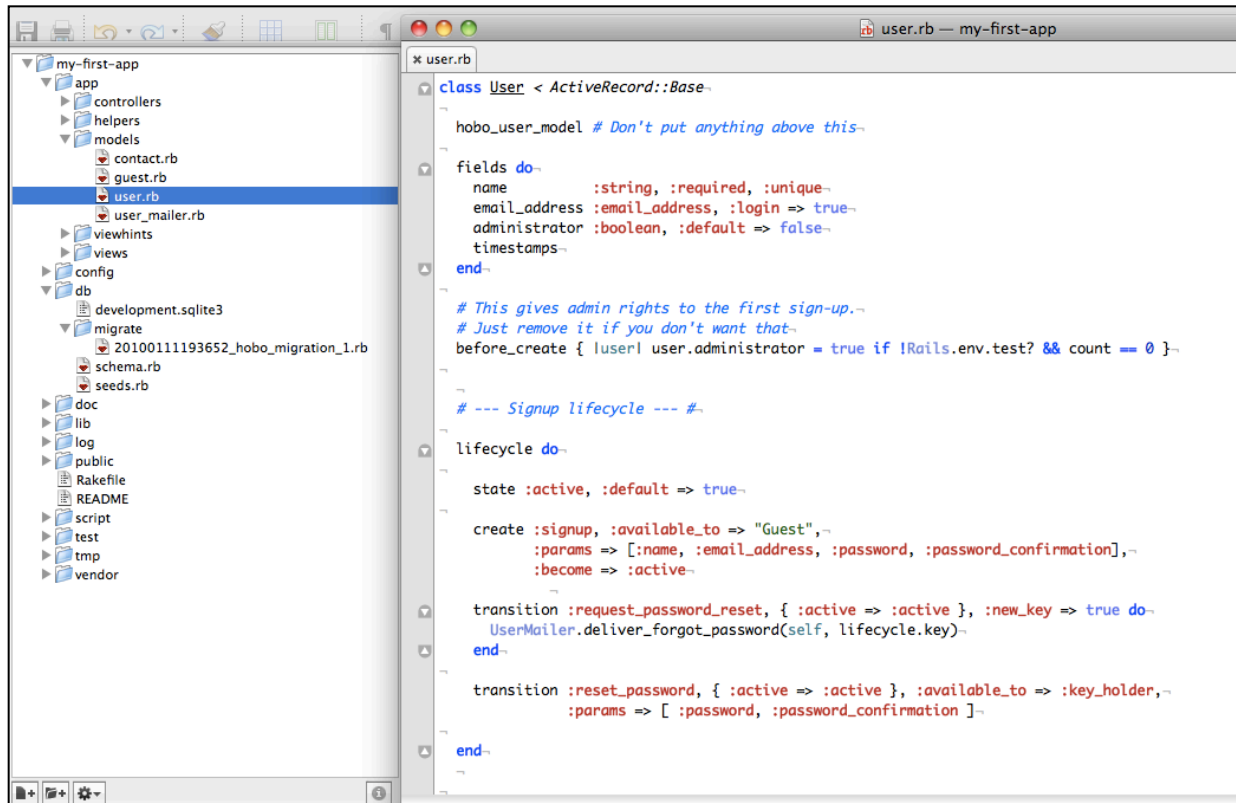 my-first-app
app
controllers
helpers
models
contact.rb
guest.rb
user.rb
user_mailer.rb
viewhints
views
config
db
development.sqlite3
migrate
20100111193652_hobo_migration_1.rb
schema.rb
seeds.rb
doc
lib
log
public
Rakefile
README
script
test
tmp
vendor
user.rb — my-first-app
user.rb
class User < ActiveRecord::Base
hobo_user_model # Don't put anything above this
fields do
name :string, :required, :unique
email_address :email_address, :login => true
administrator :boolean, :default => false
timestamps
end
# This gives admin rights to the first sign-up.
# Just remove it if you don't want that
before_create { |user| user.administrator = true if !Rails.env.test? && count == 0 }
# --- Signup lifecycle --- #
lifecycle do
state :active, :default => true
create :signup, :available_to => "Guest",
:params => [:name, :email_address, :password, :password_confirmation],
:become => :active
transition :request_password_reset, { :active => :active }, :new_key => true do
UserMailer.deliver_forgot_password(self, lifecycle.key)
end
transition :reset_password, { :active => :active }, :available_to => :key_holder,
:params => [ :password, :password_confirmation ]
end